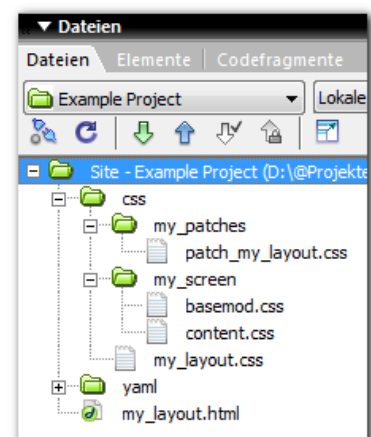 ▼ Dateien
Dateien Elemente Codefragmente
Example Project Lokale
Site - Example Project (D:\@Projekte
css
my_patches
patch_my_layout.css
my_screen
basemod.css
content.css
my_layout.css
yaml
my_layout.html